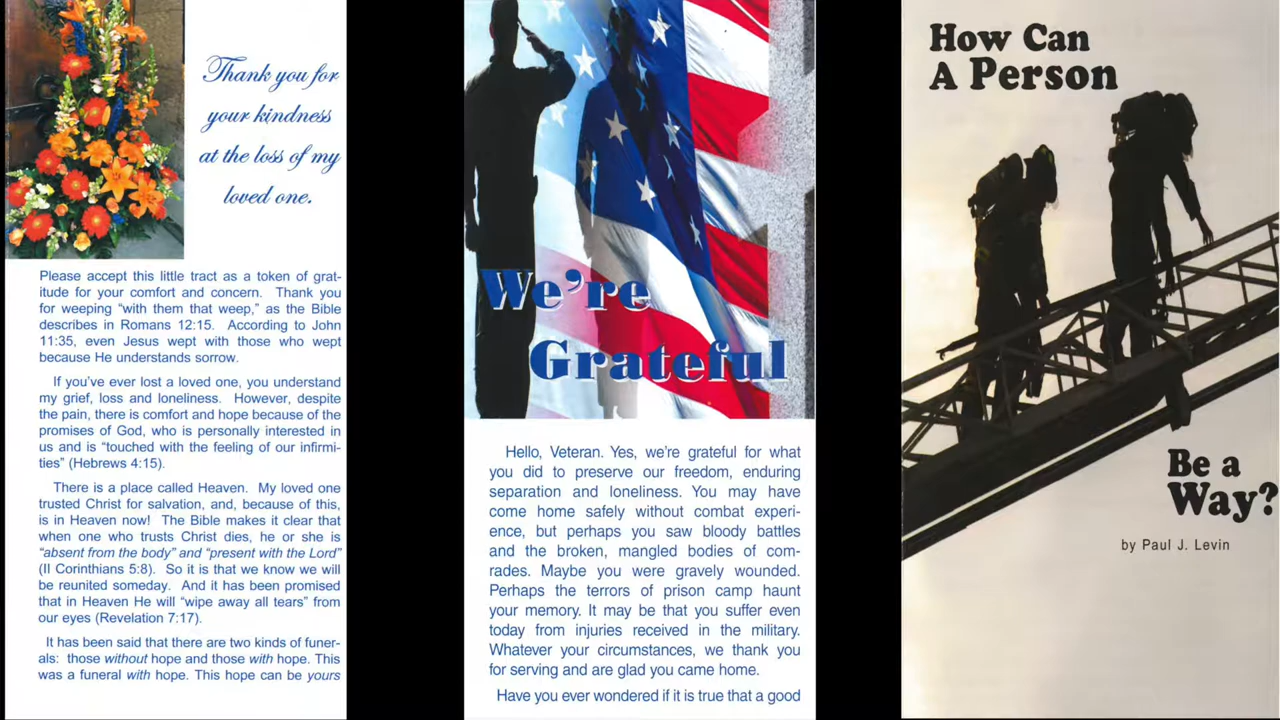 Thank you for
your kindness
at the loss of my
loved one.
Please accept this little tract as a token of grat-
itude for your comfort and concern. Thank you
for weeping “with them that weep,” as the Bible
describes in Romans 12:15. According to John
11:35, even Jesus wept with those who wept
because He understands sorrow.
If you’ve ever lost a loved one, you understand
my grief, loss and loneliness. However, despite
the pain, there is comfort and hope because of the
promises of God, who is personally interested in
us and is “touched with the feeling of our infirmi-
ties” (Hebrews 4:15).
There is a place called Heaven. My loved one
trusted Christ for salvation, and, because of this,
is in Heaven now! The Bible makes it clear that
when one who trusts Christ dies, he or she is
“absent from the body” and “present with the Lord”
(II Corinthians 5:8). So it is that we know we will
be reunited someday. And it has been promised
that in Heaven He will “wipe away all tears” from
our eyes (Revelation 7:17).
It has been said that there are two kinds of funer-
als: those without hope and those with hope. This
was a funeral with hope. This hope can be yours
We’re
Grateful
Hello, Veteran. Yes, we’re grateful for what
you did to preserve our freedom, enduring
separation and loneliness. You may have
come home safely without combat experi-
ence, but perhaps you saw bloody battles
and the broken, mangled bodies of com-
rades. Maybe you were gravely wounded.
Perhaps the terrors of prison camp haunt
your memory. It may be that you suffer even
today from injuries received in the military.
Whatever your circumstances, we thank you
for serving and are glad you came home.
Have you ever wondered if it is true that a good
How Can
A Person
Be a
Way?
by Paul J. Levin